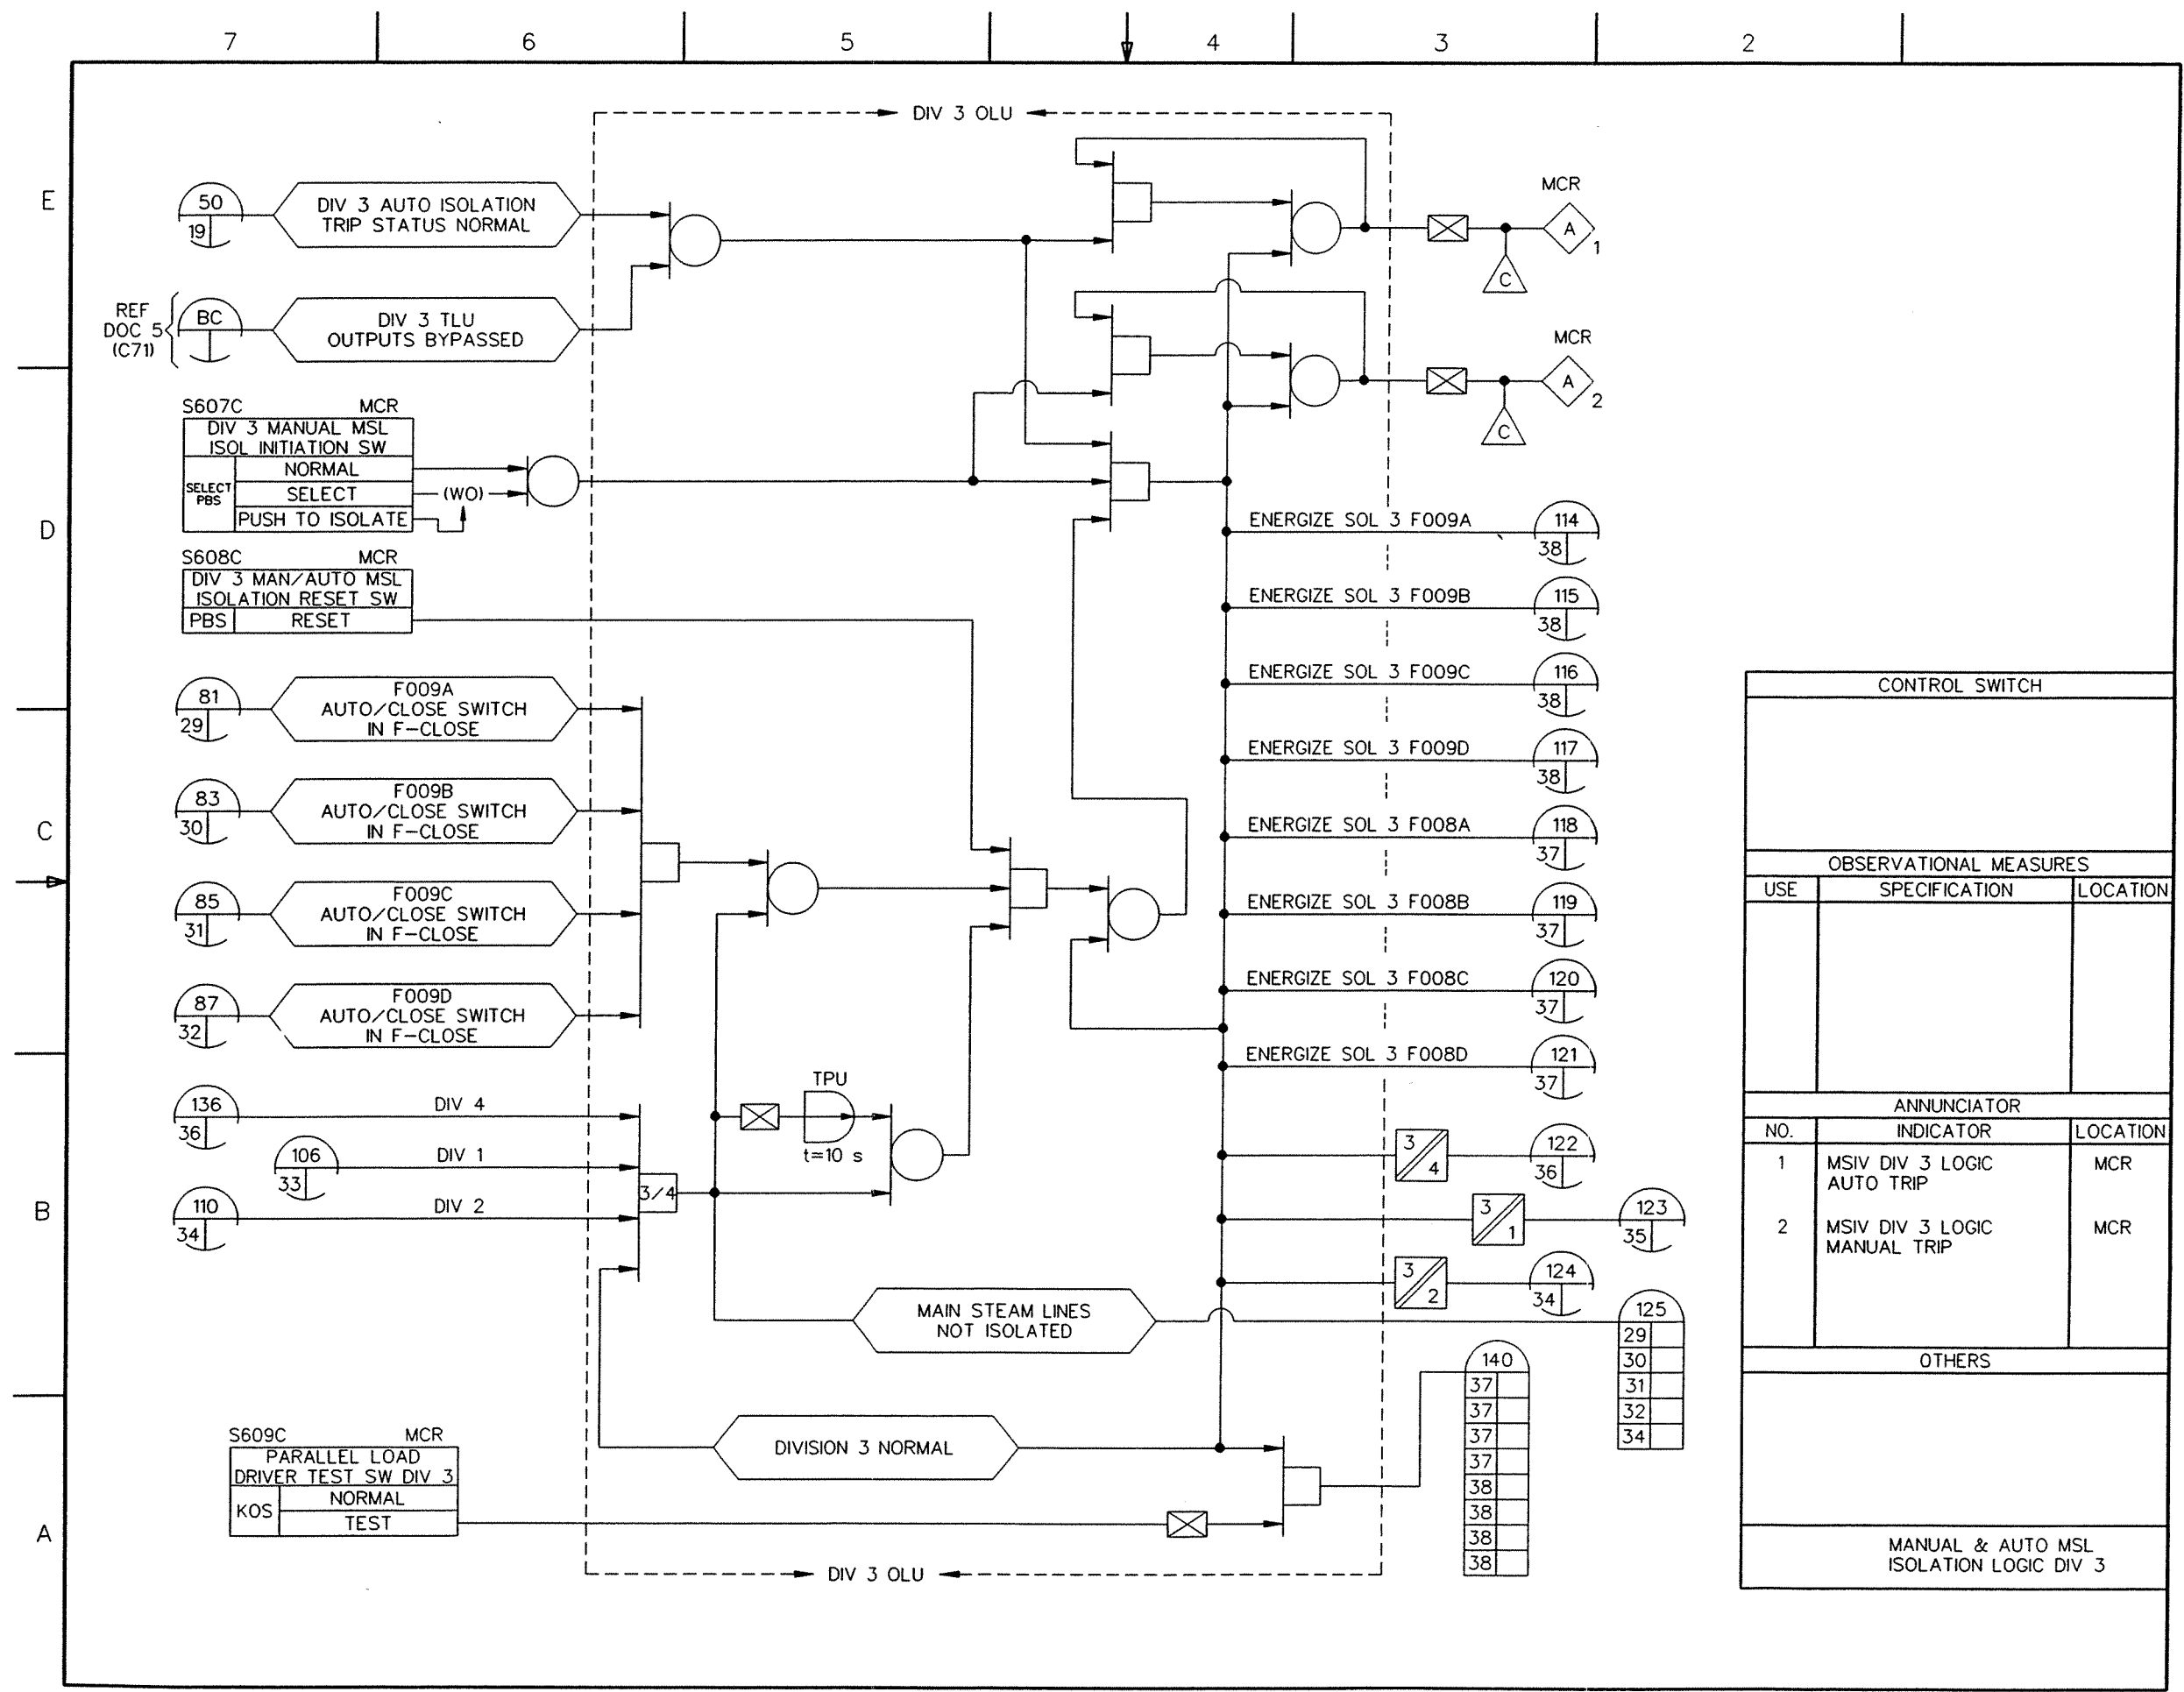 7 6 5 4 3 2
DIV 3 OLU
E
50
19
DIV 3 AUTO ISOLATION
TRIP STATUS NORMAL
MCR
A
1
C
REF
DOC 5
(C71)
BC
DIV 3 TLU
OUTPUTS BYPASSED
MCR
A
2
C
S607C MCR
DIV 3 MANUAL MSL
ISOL INITIATION SW
SELECT
PBS
NORMAL
SELECT
(WO)
PUSH TO ISOLATE
D
S608C MCR
DIV 3 MAN/AUTO MSL
ISOLATION RESET SW
PBS RESET
ENERGIZE SOL 3 F009A
114
38
ENERGIZE SOL 3 F009B
115
38
ENERGIZE SOL 3 F009C
116
38
ENERGIZE SOL 3 F009D
117
38
ENERGIZE SOL 3 F008A
118
37
ENERGIZE SOL 3 F008B
119
37
ENERGIZE SOL 3 F008C
120
37
ENERGIZE SOL 3 F008D
121
37
81
29
F009A
AUTO/CLOSE SWITCH
IN F-CLOSE
C
83
30
F009B
AUTO/CLOSE SWITCH
IN F-CLOSE
85
31
F009C
AUTO/CLOSE SWITCH
IN F-CLOSE
87
32
F009D
AUTO/CLOSE SWITCH
IN F-CLOSE
136
36
DIV 4
106
33
DIV 1
B
110
34
DIV 2
3/4
TPU
t=10 s
3
4
122
36
3
1
123
35
3
2
124
34
MAIN STEAM LINES
NOT ISOLATED
125
29
30
31
32
34
140
37
37
37
37
38
38
38
38
DIVISION 3 NORMAL
A
S609C MCR
PARALLEL LOAD
DRIVER TEST SW DIV 3
KOS
NORMAL
TEST
DIV 3 OLU
CONTROL SWITCH
OBSERVATIONAL MEASURES
USE SPECIFICATION LOCATION
ANNUNCIATOR
NO. INDICATOR LOCATION
1 MSIV DIV 3 LOGIC MCR
AUTO TRIP
2 MSIV DIV 3 LOGIC MCR
MANUAL TRIP
OTHERS
MANUAL & AUTO MSL
ISOLATION LOGIC DIV 3